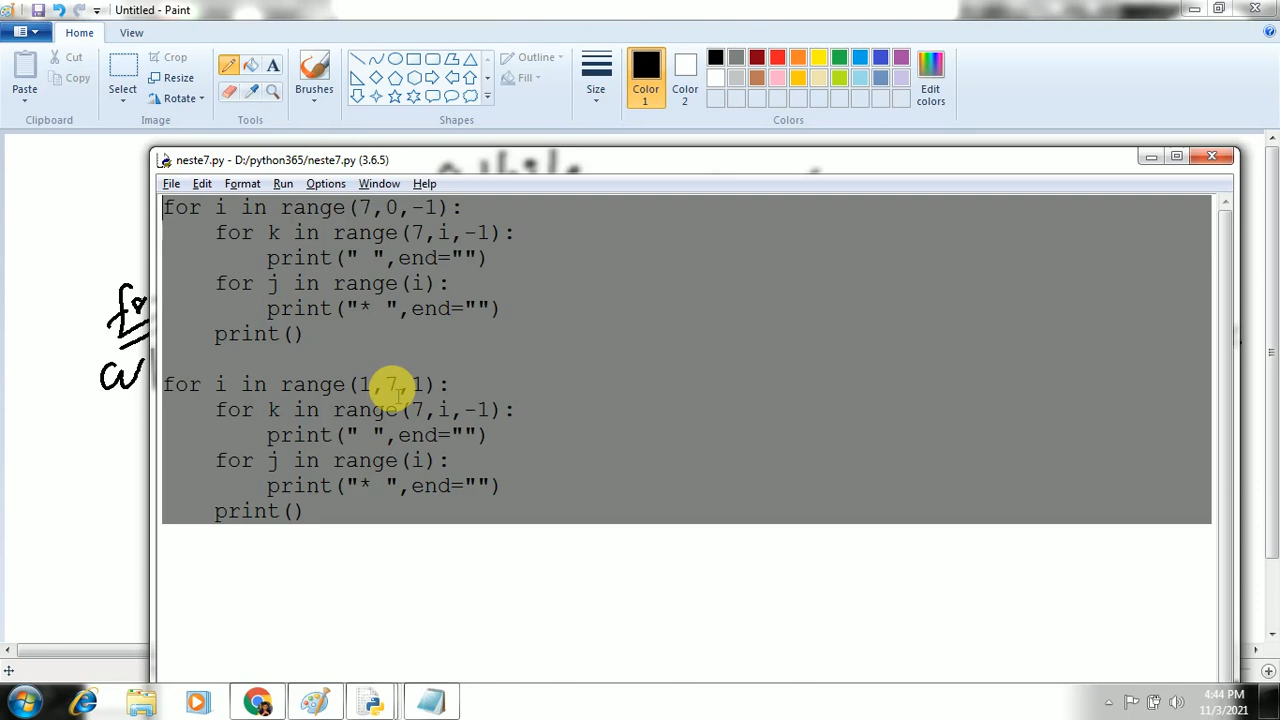 Untitled - Paint
Home View
Paste
Cut
Copy
Clipboard
Select
Crop
Resize
Rotate
Image
Tools
Brushes
Shapes
Outline
Fill
Size
Color 1
Color 2
Edit colors
Colors
neste7.py - D:/python365/neste7.py (3.6.5)
File Edit Format Run Options Window Help
for i in range(7,0,-1):
    for k in range(7,i,-1):
        print(" ",end="")
    for j in range(i):
        print("* ",end="")
    print()
for i in range(1,7,1):
    for k in range(7,i,-1):
        print(" ",end="")
    for j in range(i):
        print("* ",end="")
    print()
4:44 PM
11/3/2021